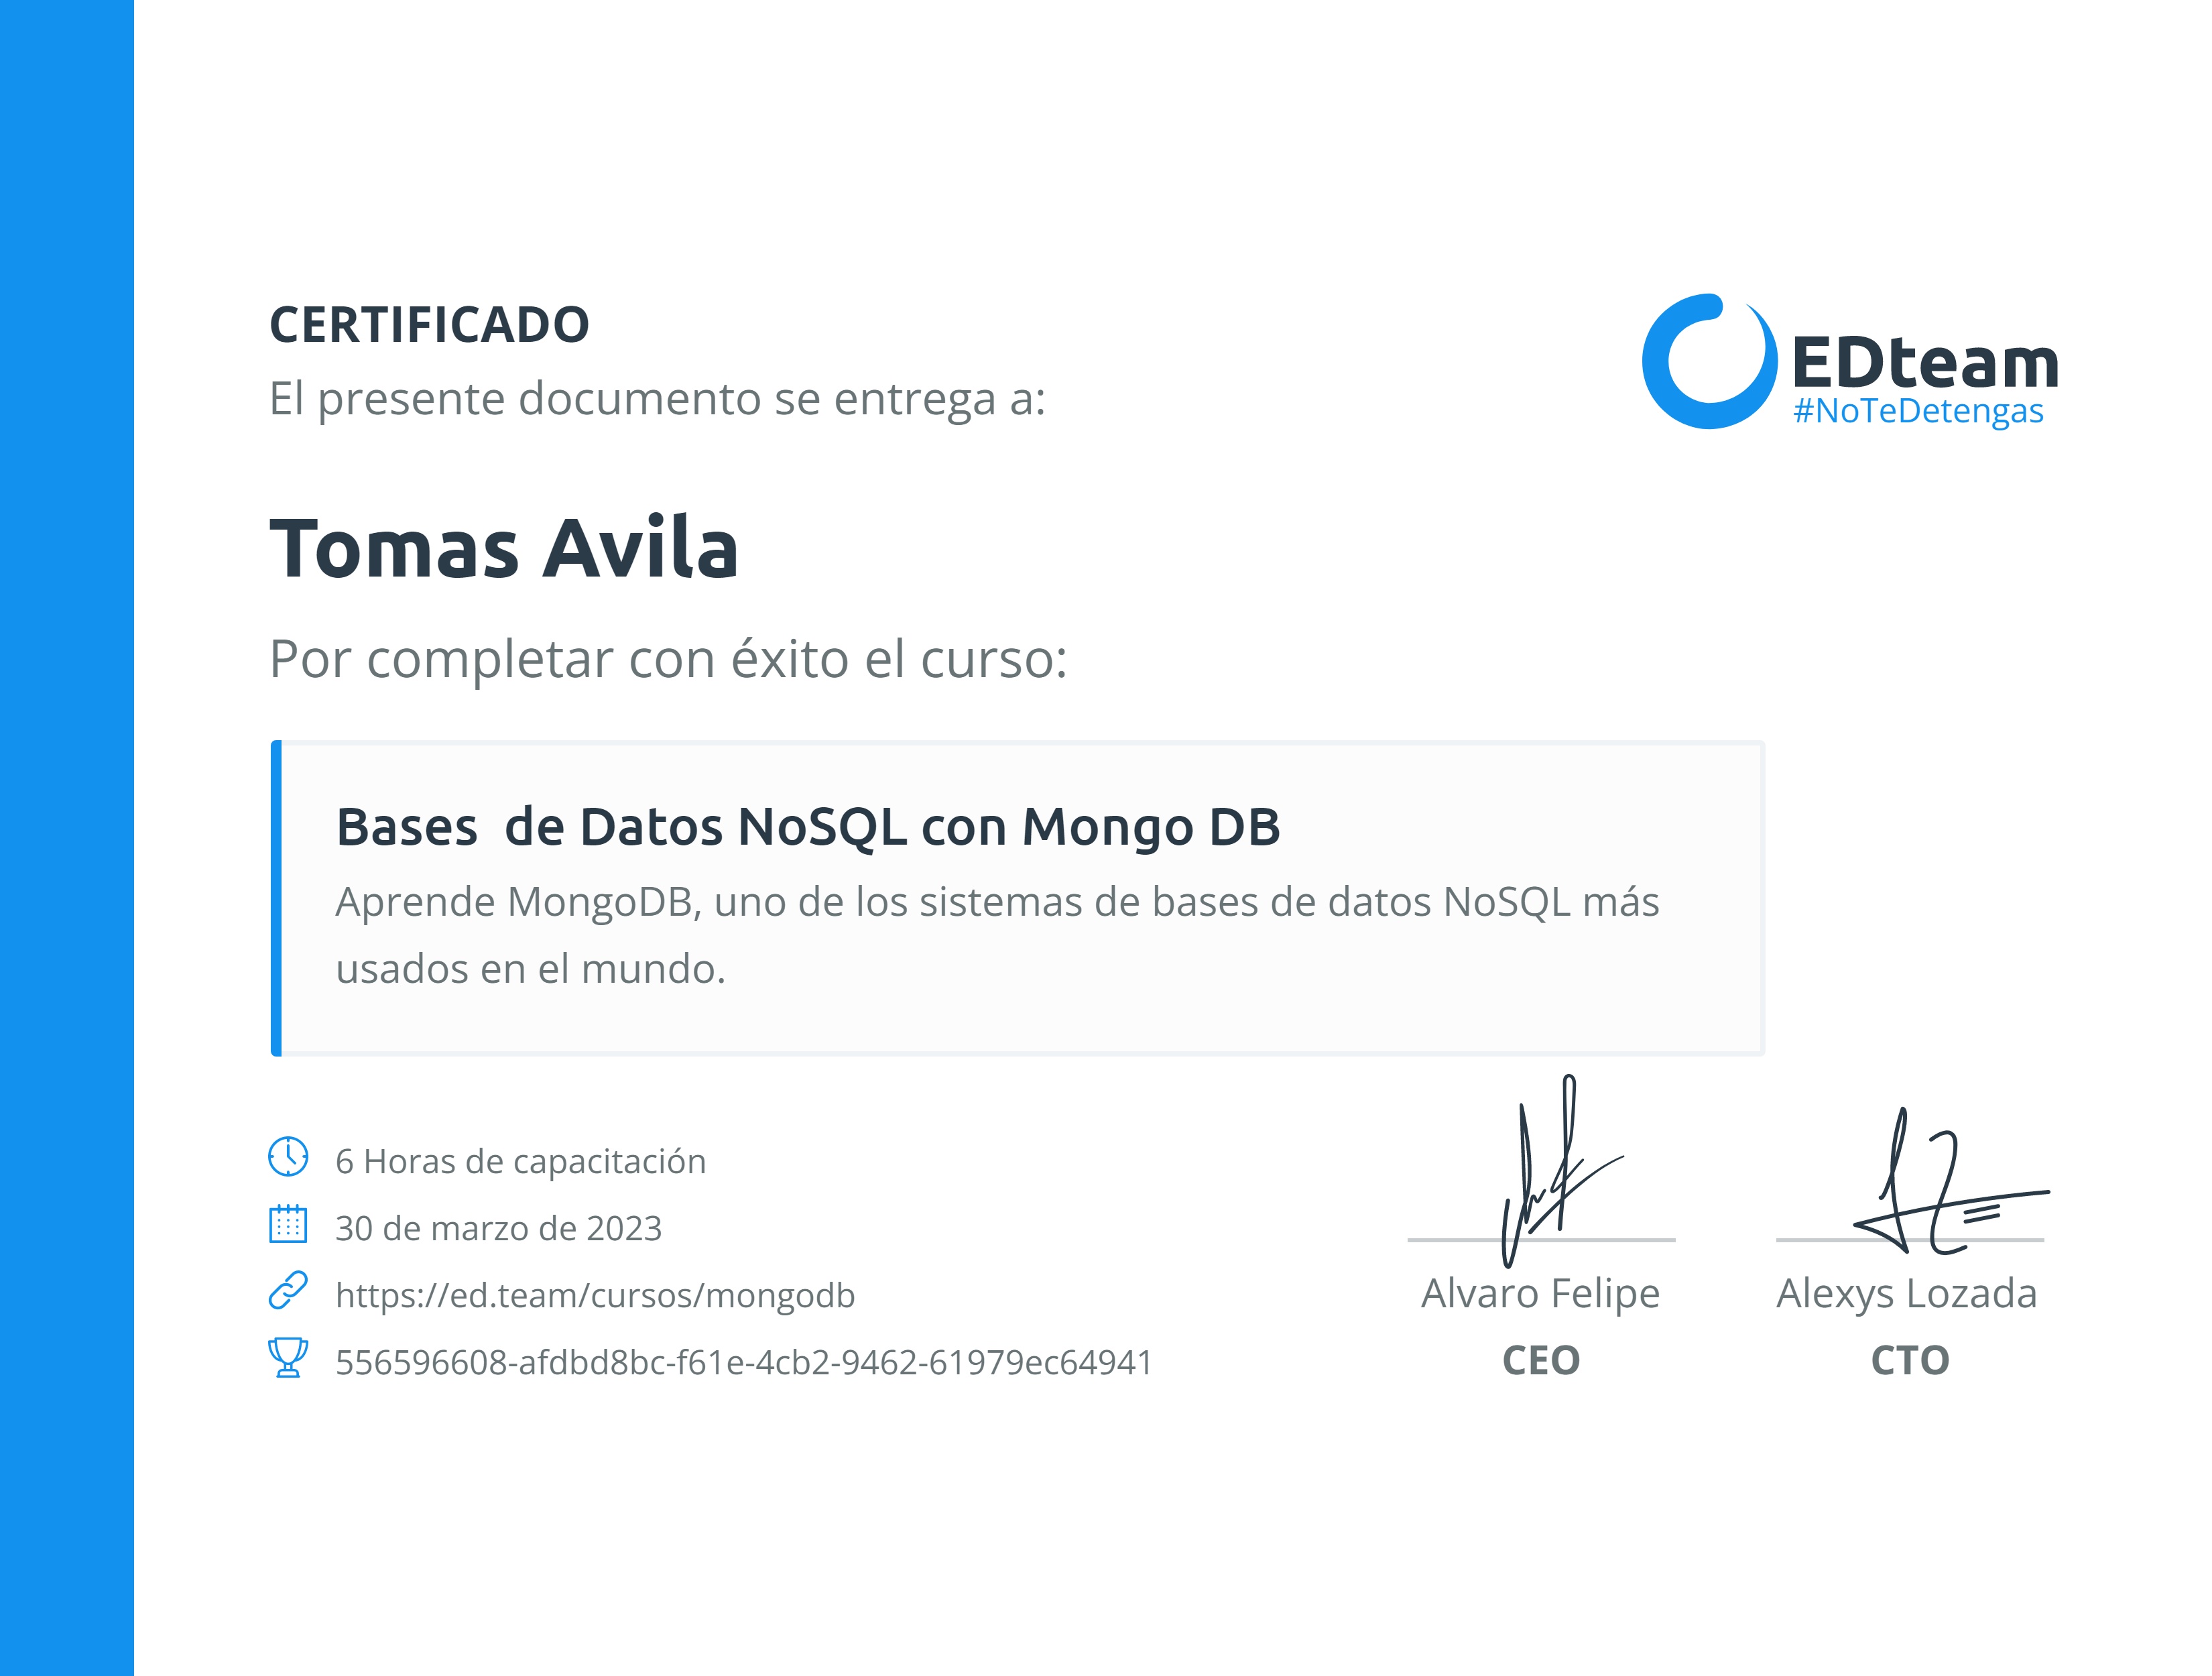 CERTIFICADO
El presente documento se entrega a:
EDteam
#NoTeDetengas
Tomas Avila
Por completar con éxito el curso:
Bases  de Datos NoSQL con Mongo DB
Aprende MongoDB, uno de los sistemas de bases de datos NoSQL más
usados en el mundo.
6 Horas de capacitación
30 de marzo de 2023
https://ed.team/cursos/mongodb
556596608-afdbd8bc-f61e-4cb2-9462-61979ec64941
Alvaro Felipe
CEO
Alexys Lozada
CTO